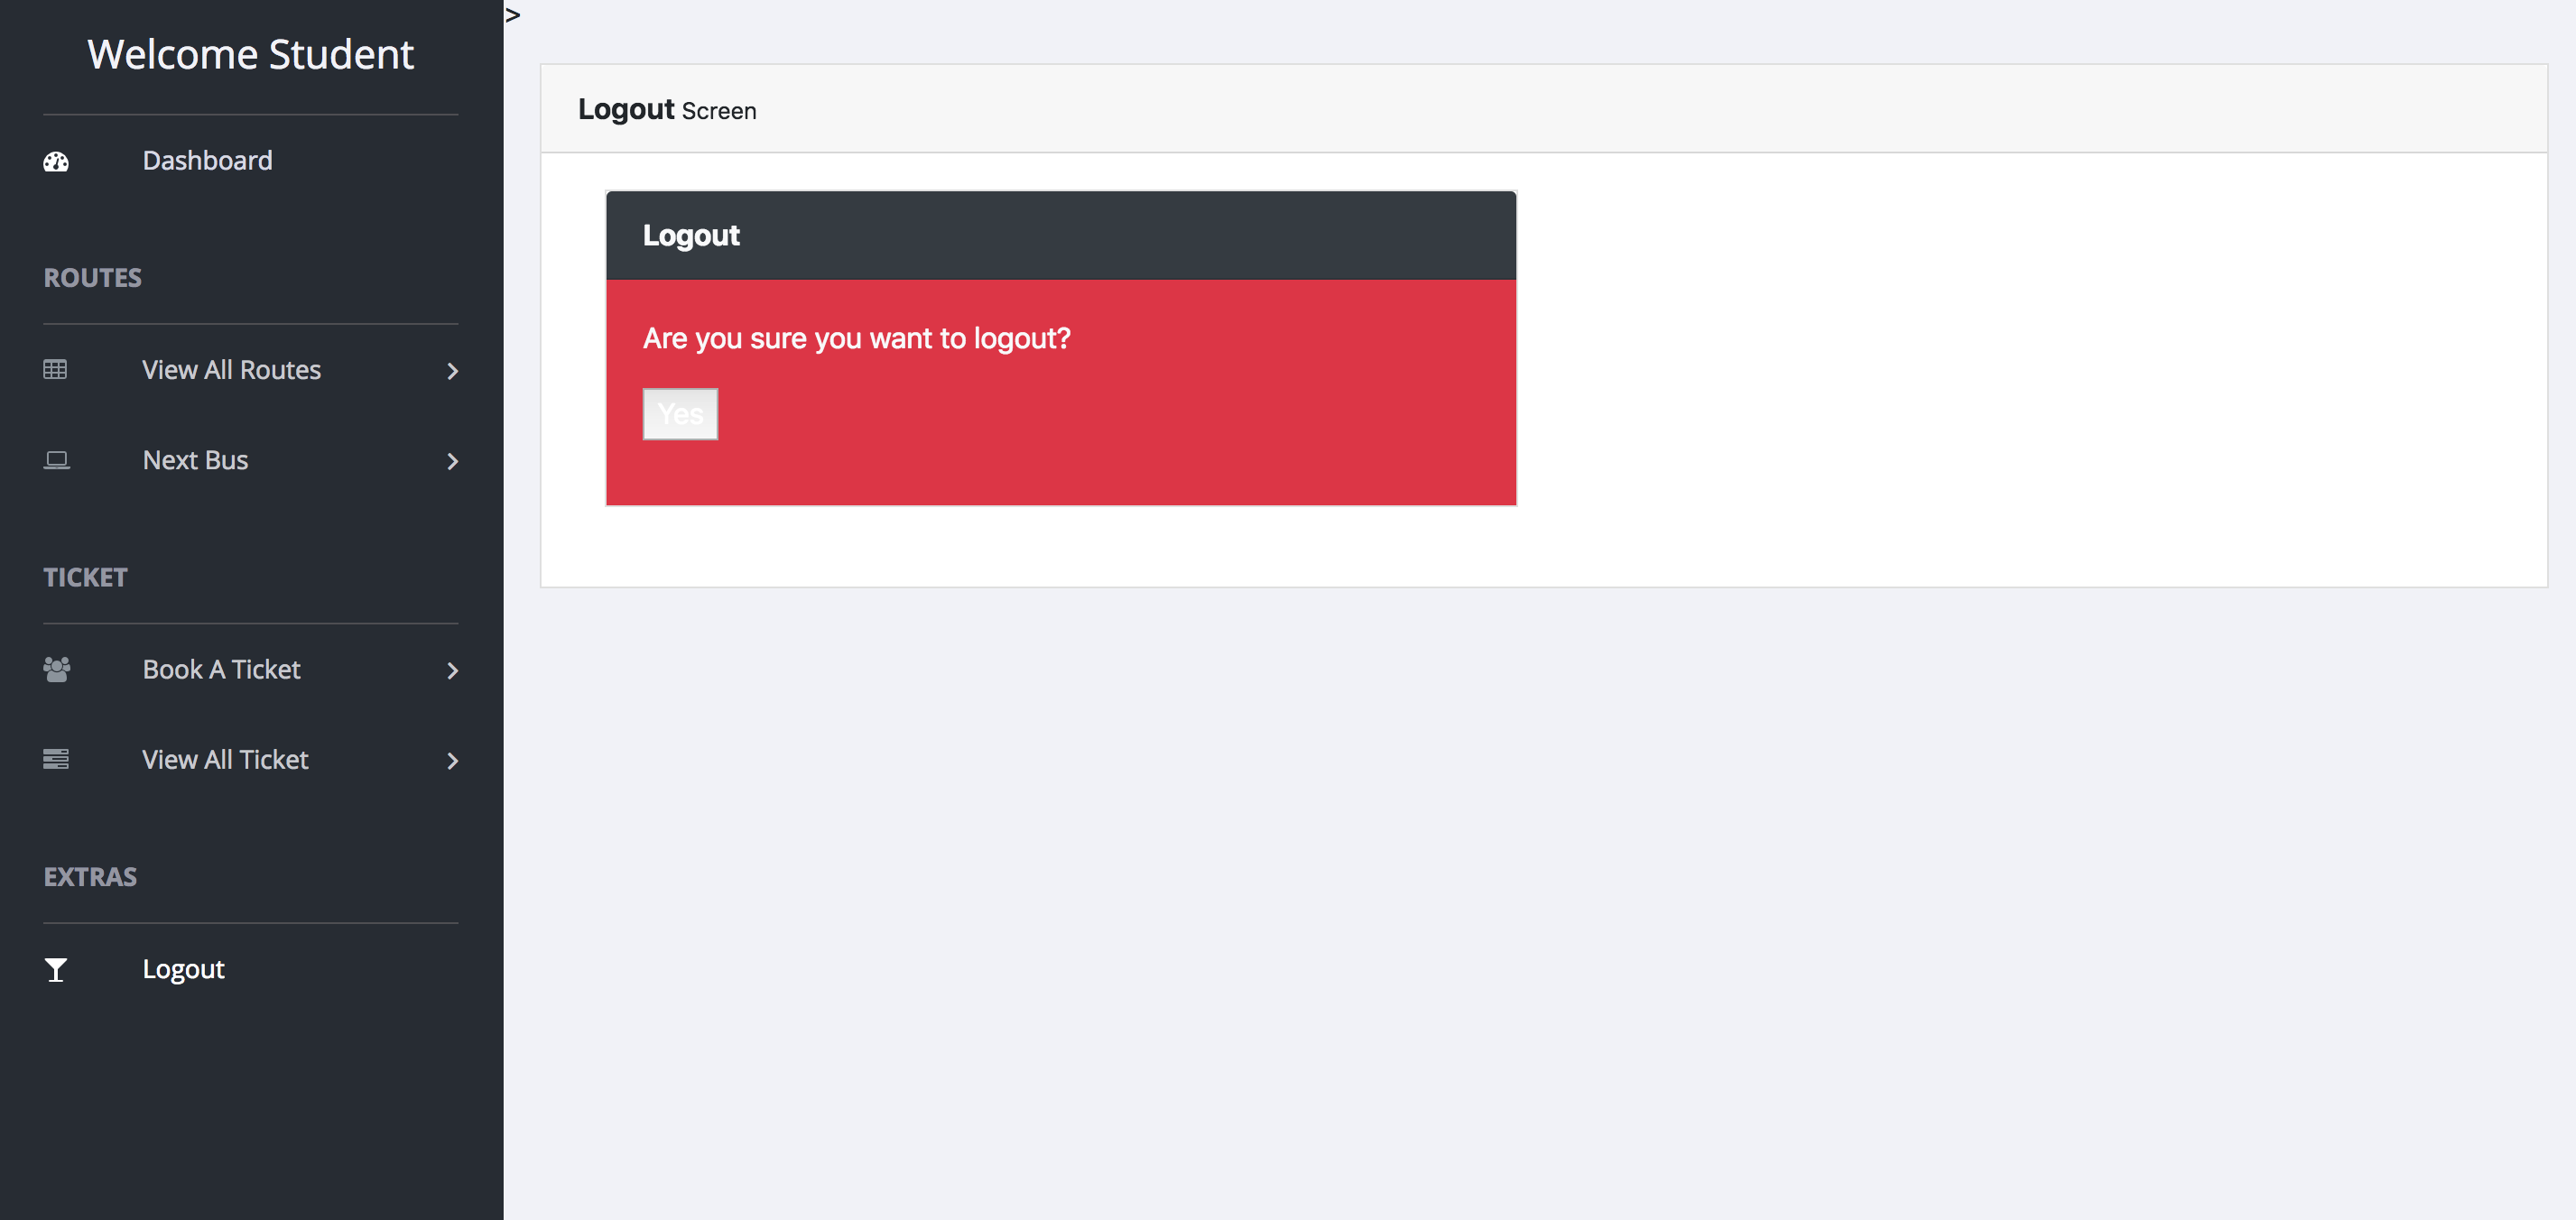 Welcome Student
Dashboard
ROUTES
View All Routes
Next Bus
TICKET
Book A Ticket
View All Ticket
EXTRAS
Logout
>
Logout Screen
Logout
Are you sure you want to logout?
Yes